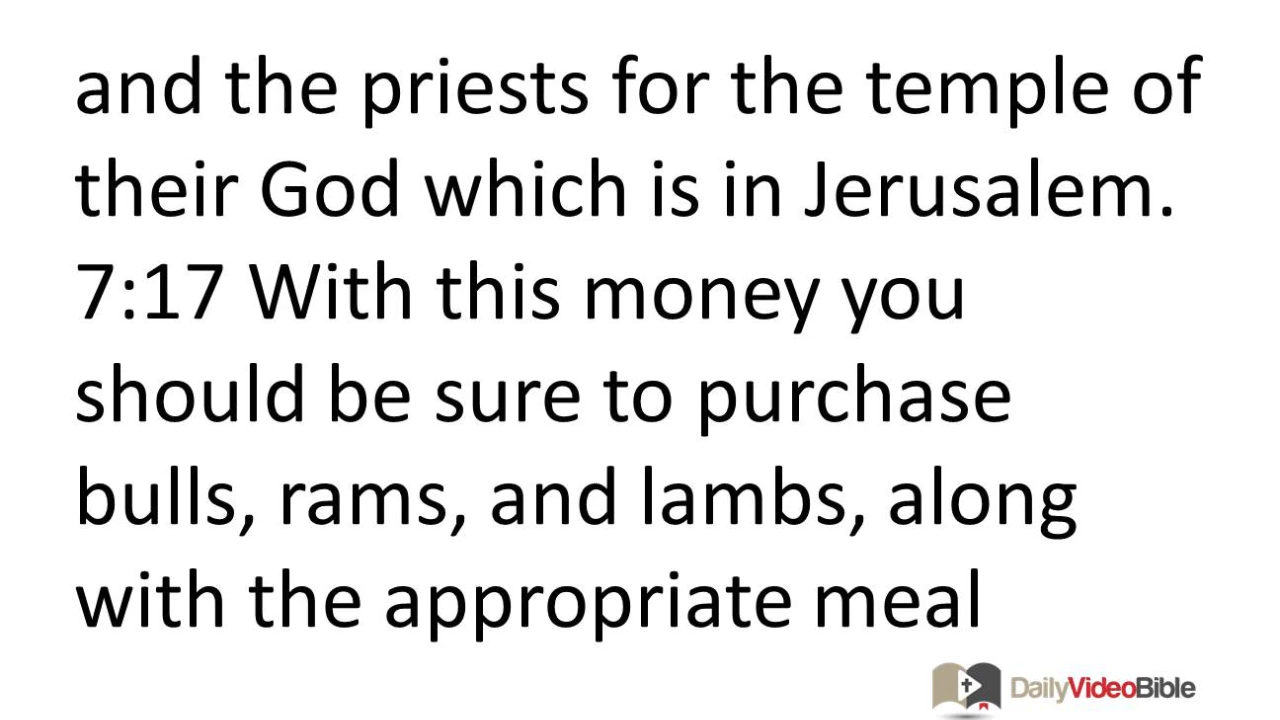 and the priests for the temple of
their God which is in Jerusalem.
7:17 With this money you
should be sure to purchase
bulls, rams, and lambs, along
with the appropriate meal
DailyVideoBible